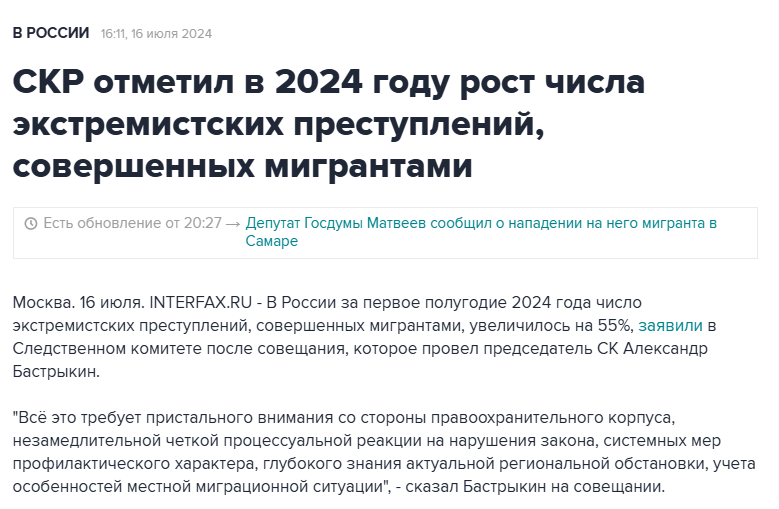 В РОССИИ 16:11, 16 июля 2024
СКР отметил в 2024 году рост числа
экстремистских преступлений,
совершенных мигрантами
Есть обновление от 20:27 → Депутат Госдумы Матвеев сообщил о нападении на него мигранта в
Самаре
Москва. 16 июля. INTERFAX.RU - В России за первое полугодие 2024 года число
экстремистских преступлений, совершенных мигрантами, увеличилось на 55%, заявили в
Следственном комитете после совещания, которое провел председатель СК Александр
Бастрыкин.
"Всё это требует пристального внимания со стороны правоохранительного корпуса,
незамедлительной четкой процессуальной реакции на нарушения закона, системных мер
профилактического характера, глубокого знания актуальной региональной обстановки, учета
особенностей местной миграционной ситуации", - сказал Бастрыкин на совещании.